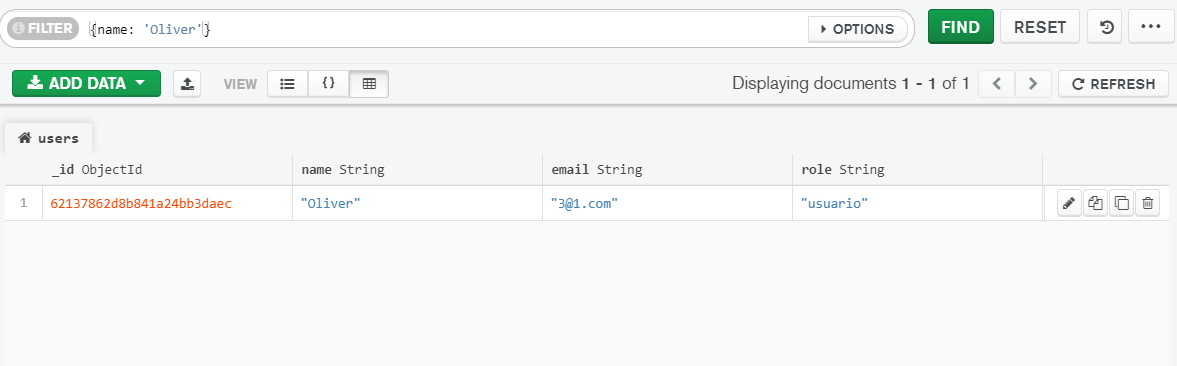 FILTER {name: 'Oliver'} OPTIONS FIND RESET
ADD DATA VIEW {} Displaying documents 1 - 1 of 1 REFRESH
users
_id ObjectId name String email String role String
1 62137862d8b841a24bb3daec "Oliver" "3@1.com" "usuario"